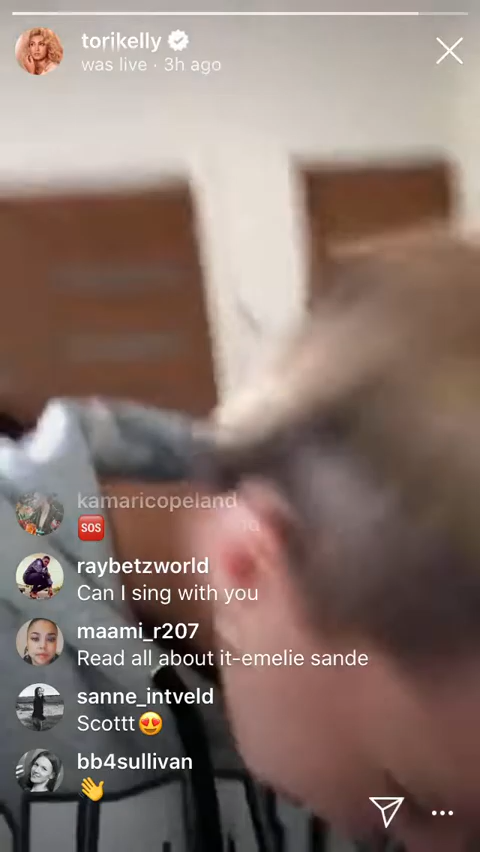 torikelly
was live · 3h ago
kamaricopeland
🆘
raybetzworld
Can I sing with you
maami_r207
Read all about it-emelie sande
sanne_intveld
Scottt😍
bb4sullivan
👋